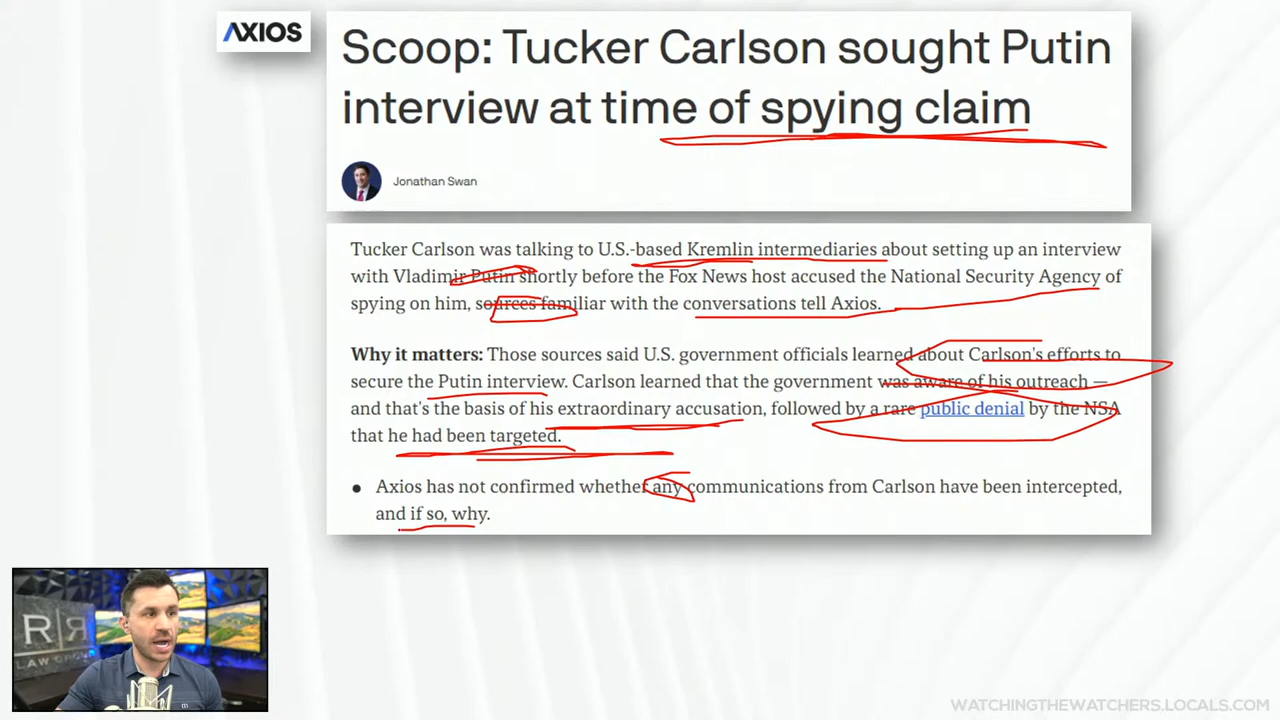 AXIOS
Scoop: Tucker Carlson sought Putin
interview at time of spying claim
Jonathan Swan
Tucker Carlson was talking to U.S.-based Kremlin intermediaries about setting up an interview
with Vladimir Putin shortly before the Fox News host accused the National Security Agency of
spying on him, sources familiar with the conversations tell Axios.
Why it matters: Those sources said U.S. government officials learned about Carlson's efforts to
secure the Putin interview. Carlson learned that the government was aware of his outreach —
and that's the basis of his extraordinary accusation, followed by a rare public denial by the NSA
that he had been targeted.
• Axios has not confirmed whether any communications from Carlson have been intercepted,
and if so, why.
R|R
LAW GROUP
WATCHINGTHEWATCHERS.LOCALS.COM